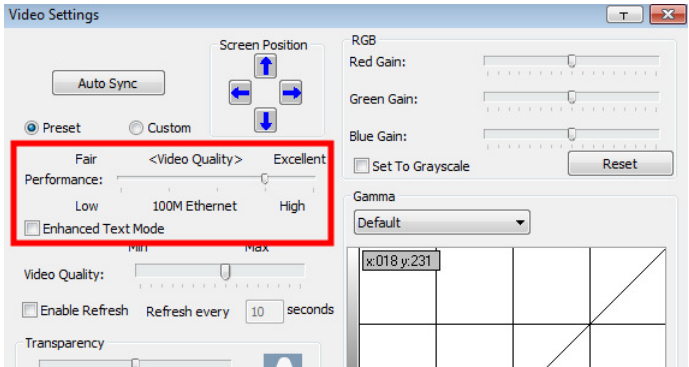 Video Settings
T
Screen Position
Auto Sync
Preset
Custom
Fair
<Video Quality>
Excellent
Performance:
Low
100M Ethernet
High
Enhanced Text Mode
Min
Max
Video Quality:
Enable Refresh
Refresh every
10
seconds
Transparency
RGB
Red Gain:
Green Gain:
Blue Gain:
Set To Grayscale
Reset
Gamma
Default
x:018 y:231